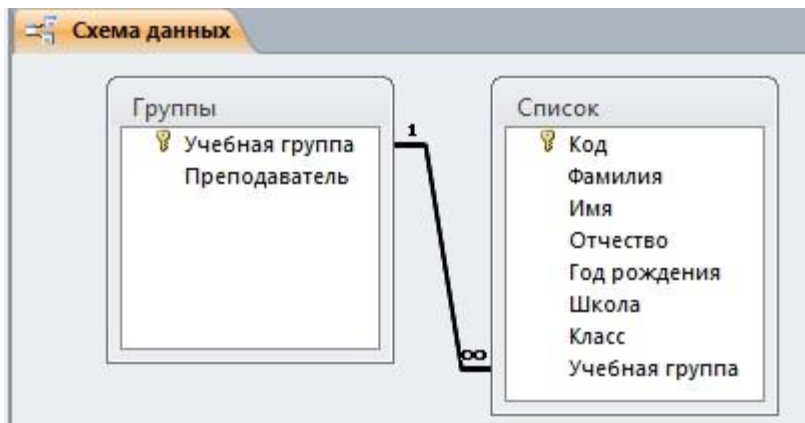 Схема данных
Группы
Учебная группа
Преподаватель
1
∞
Список
Код
Фамилия
Имя
Отчество
Год рождения
Школа
Класс
Учебная группа